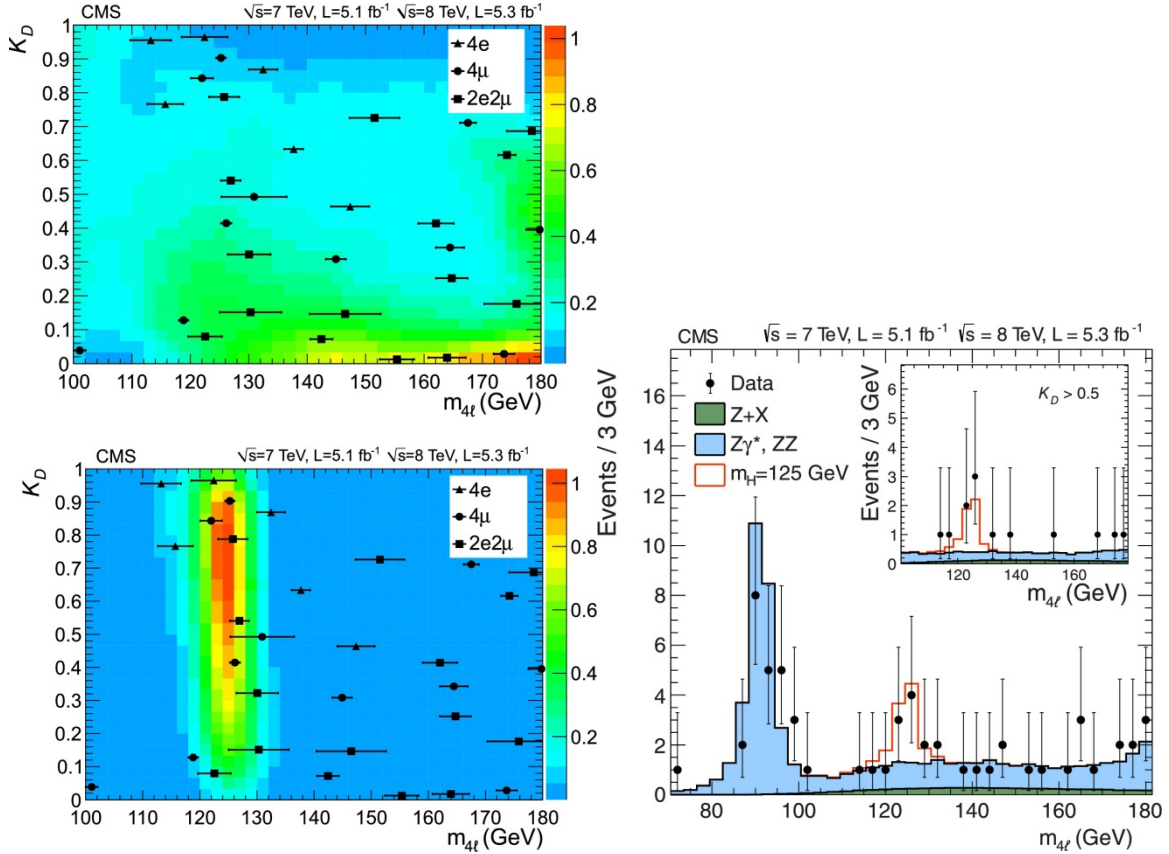 CMS √s=7 TeV, L=5.1 fb⁻¹ √s=8 TeV, L=5.3 fb⁻¹
K_D
1
0.9
0.8
0.7
0.6
0.5
0.4
0.3
0.2
0.1
0
4e
4μ
2e2μ
1
0.8
0.6
0.4
0.2
100 110 120 130 140 150 160 170 180
m_4ℓ (GeV)
CMS √s=7 TeV, L=5.1 fb⁻¹ √s=8 TeV, L=5.3 fb⁻¹
K_D
1
0.9
0.8
0.7
0.6
0.5
0.4
0.3
0.2
0.1
0
4e
4μ
2e2μ
1
0.8
0.6
0.4
0.2
0
100 110 120 130 140 150 160 170 180
m_4ℓ (GeV)
CMS √s = 7 TeV, L = 5.1 fb⁻¹ √s = 8 TeV, L = 5.3 fb⁻¹
Events / 3 GeV
16
14
12
10
8
6
4
2
0
Data
Z+X
Zγ*, ZZ
m_H=125 GeV
Events / 3 GeV
6
5
4
3
2
1
0
K_D > 0.5
120 140 160
m_4ℓ (GeV)
80 100 120 140 160 180
m_4ℓ (GeV)